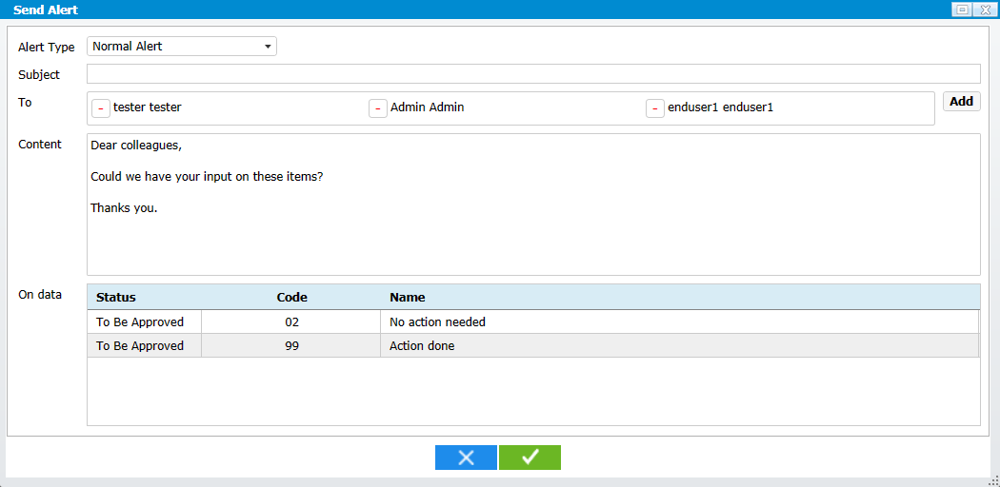 Send Alert
Alert Type Normal Alert
Subject
To - tester tester - Admin Admin - enduser1 enduser1 Add
Content Dear colleagues,
Could we have your input on these items?
Thanks you.
On data Status Code Name
To Be Approved 02 No action needed
To Be Approved 99 Action done